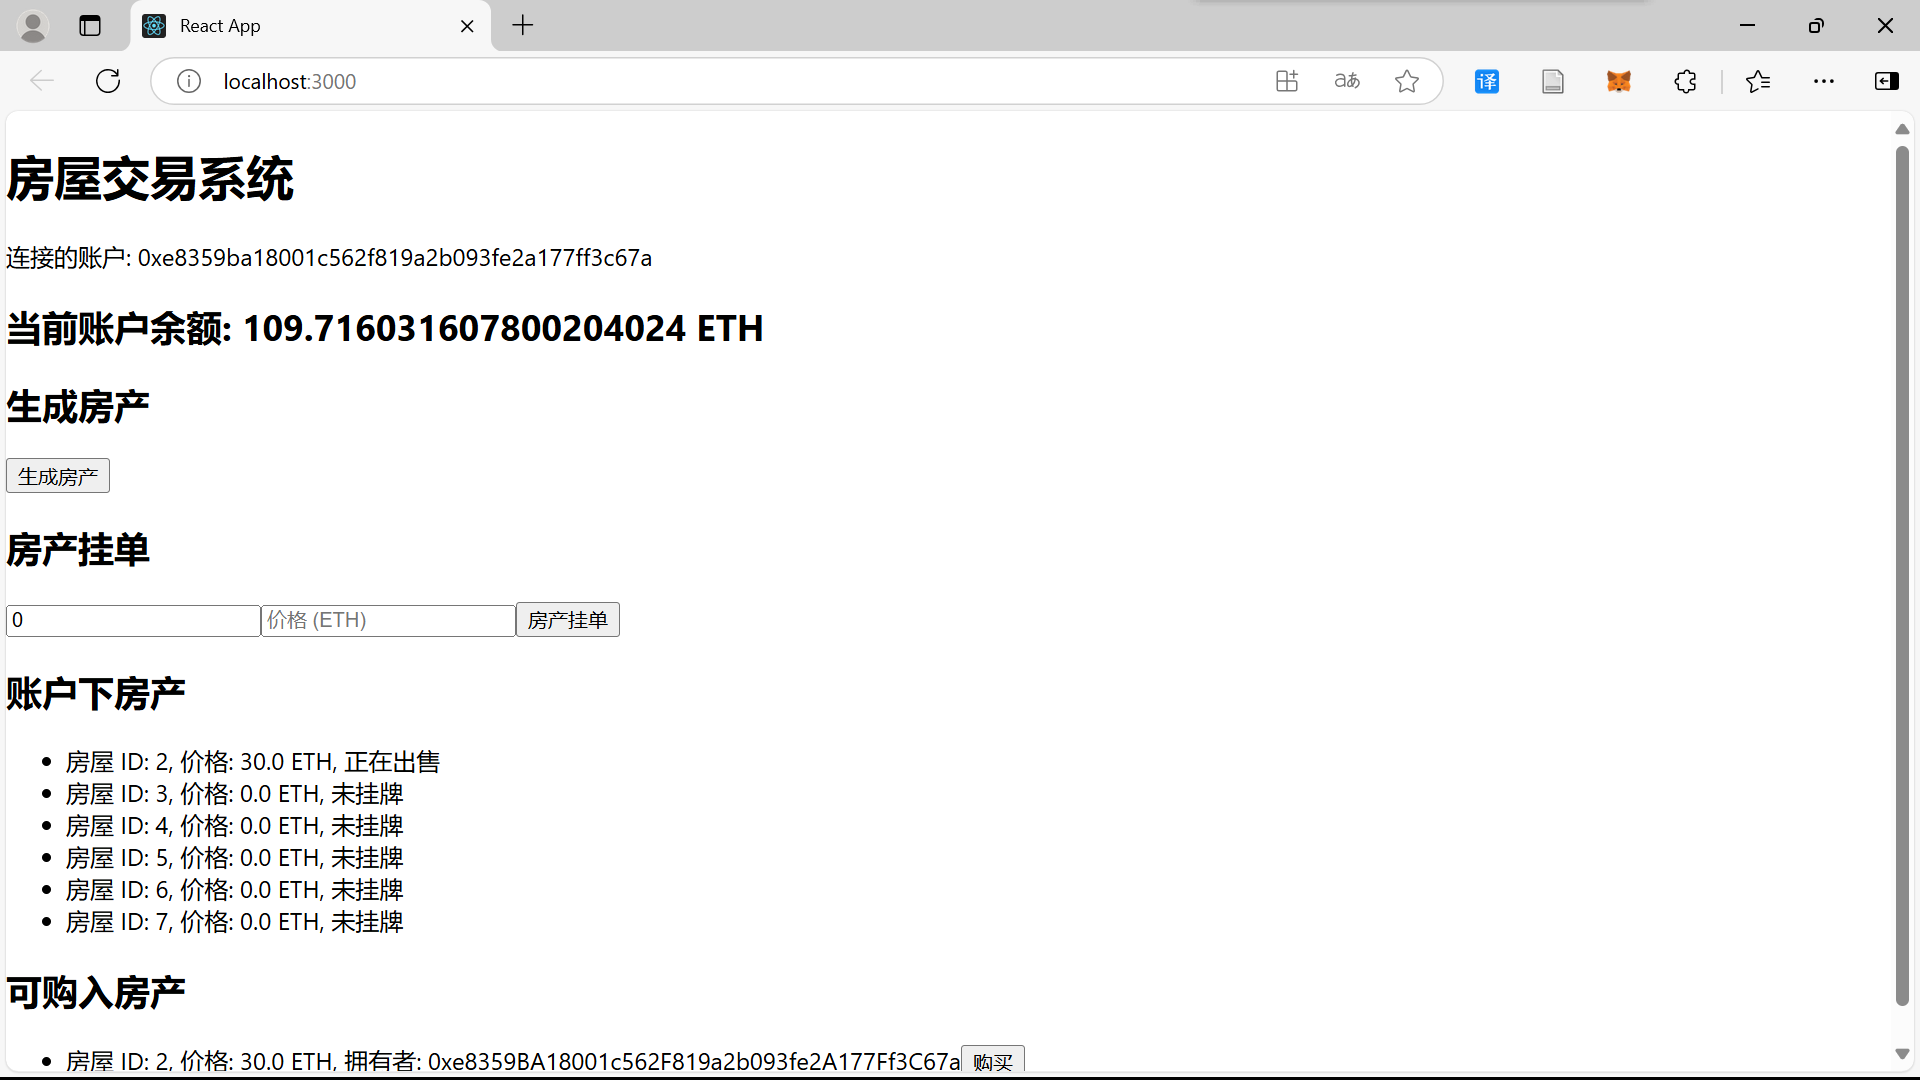 React App
localhost:3000
aあ
译
房屋交易系统
连接的账户: 0xe8359ba18001c562f819a2b093fe2a177ff3c67a
当前账户余额: 109.716031607800204024 ETH
生成房产
生成房产
房产挂单
0 价格 (ETH) 房产挂单
账户下房产
房屋 ID: 2, 价格: 30.0 ETH, 正在出售
房屋 ID: 3, 价格: 0.0 ETH, 未挂牌
房屋 ID: 4, 价格: 0.0 ETH, 未挂牌
房屋 ID: 5, 价格: 0.0 ETH, 未挂牌
房屋 ID: 6, 价格: 0.0 ETH, 未挂牌
房屋 ID: 7, 价格: 0.0 ETH, 未挂牌
可购入房产
房屋 ID: 2, 价格: 30.0 ETH, 拥有者: 0xe8359BA18001c562F819a2b093fe2A177Ff3C67a 购买